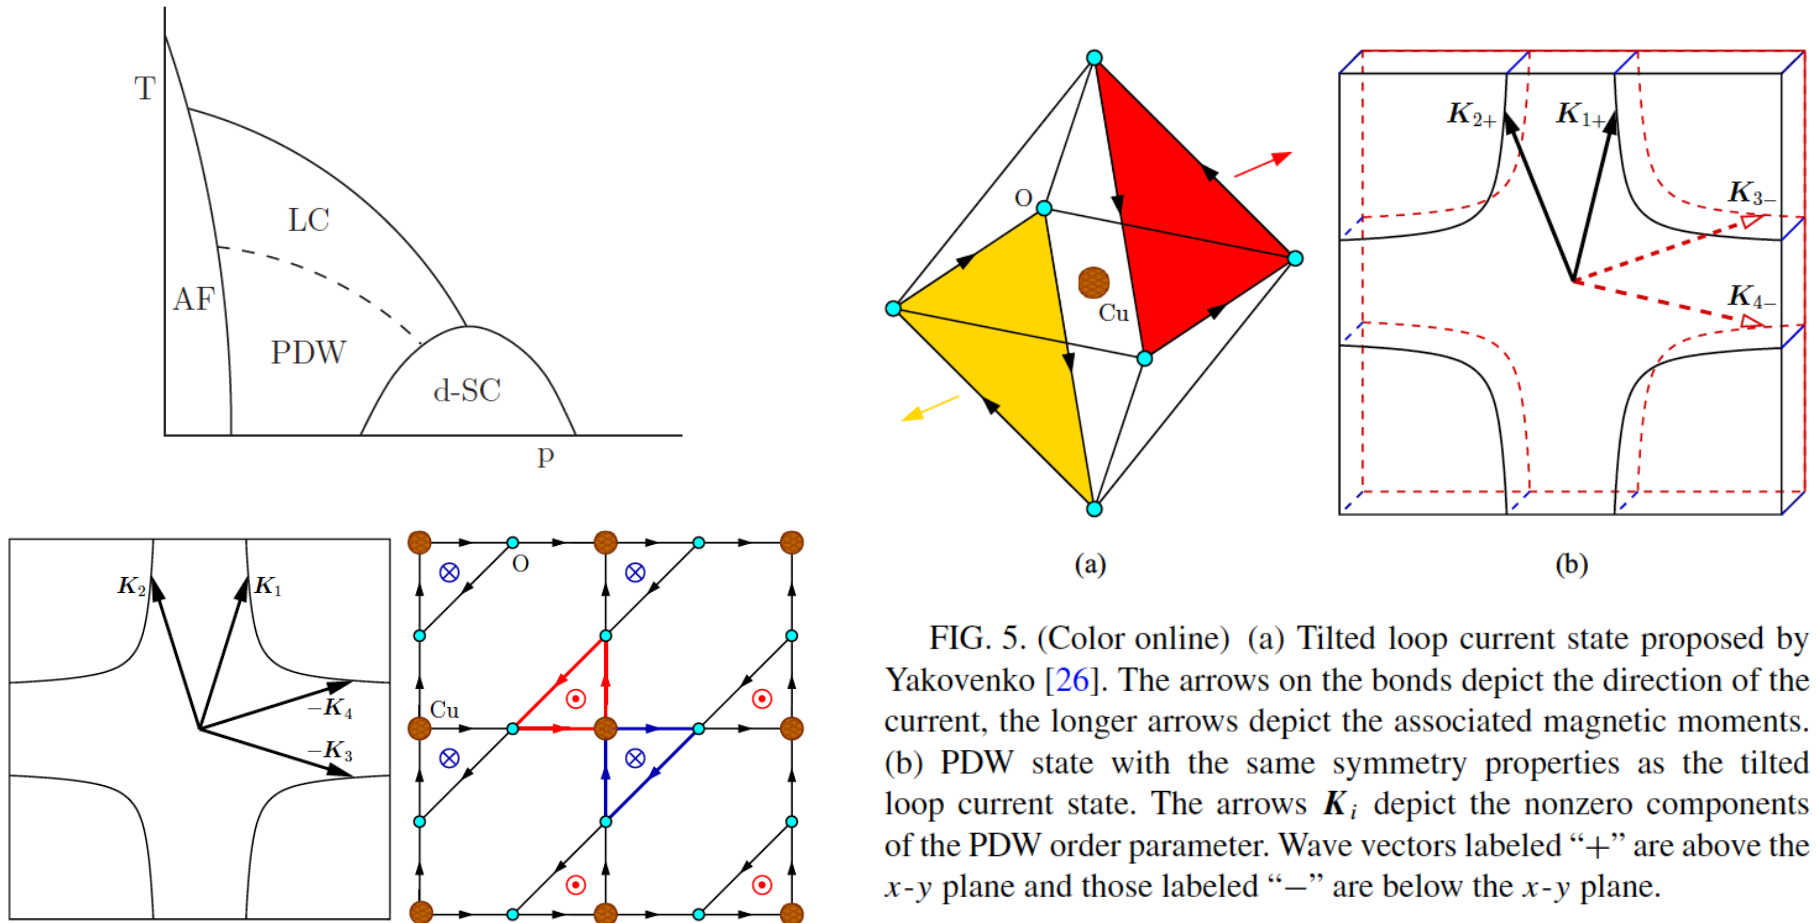 T
LC
AF
PDW
d-SC
p
K₂
K₁
−K₄
−K₃
O
Cu
O
Cu
(a)
K₂₊
K₁₊
K₃₋
K₄₋
(b)
FIG. 5. (Color online) (a) Tilted loop current state proposed by
Yakovenko [26]. The arrows on the bonds depict the direction of the
current, the longer arrows depict the associated magnetic moments.
(b) PDW state with the same symmetry properties as the tilted
loop current state. The arrows Kᵢ depict the nonzero components
of the PDW order parameter. Wave vectors labeled “+” are above the
x-y plane and those labeled “−” are below the x-y plane.